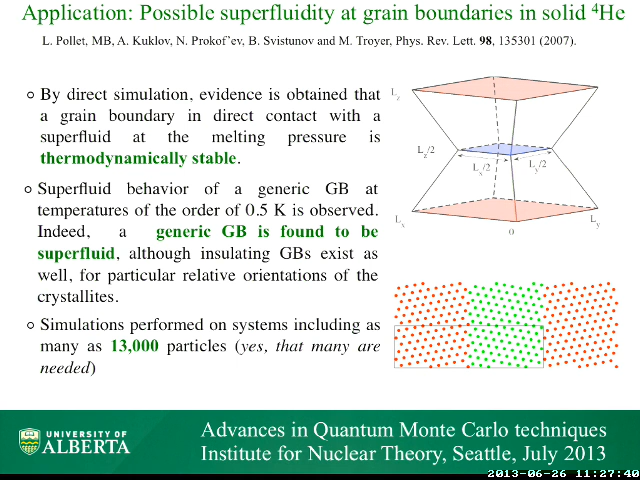 Application: Possible superfluidity at grain boundaries in solid ⁴He
L. Pollet, MB, A. Kuklov, N. Prokof'ev, B. Svistunov and M. Troyer, Phys. Rev. Lett. 98, 135301 (2007).
○ By direct simulation, evidence is obtained that
a grain boundary in direct contact with a
superfluid at the melting pressure is
thermodynamically stable.
○ Superfluid behavior of a generic GB at
temperatures of the order of 0.5 K is observed.
Indeed, a generic GB is found to be
superfluid, although insulating GBs exist as
well, for particular relative orientations of the
crystallites.
○ Simulations performed on systems including as
many as 13,000 particles (yes, that many are
needed)
L_z
L_z/2
L_x/2
L_y/2
L_x
L_y
0
UNIVERSITY OF
ALBERTA
Advances in Quantum Monte Carlo techniques
Institute for Nuclear Theory, Seattle, July 2013
2013-06-26 11:27:40